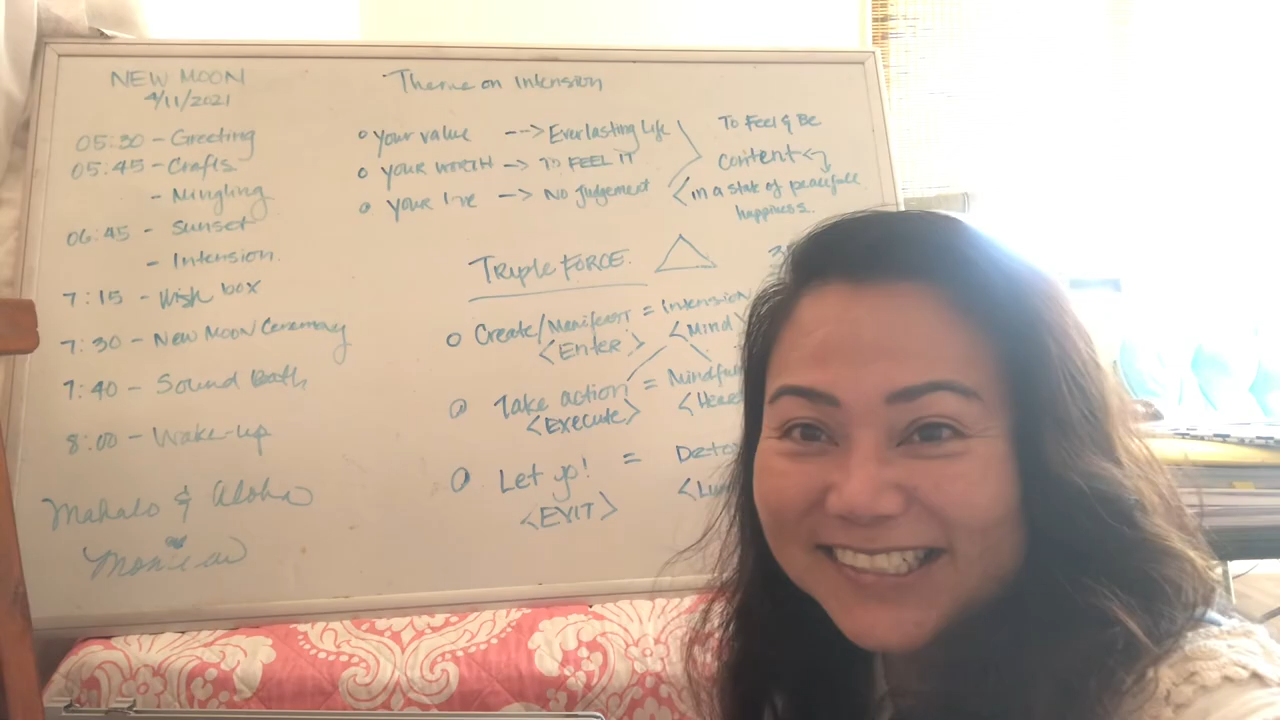 NEW MOON
4/11/2021
05:30 - Greeting
05:45 - Crafts
- Mingling
06:45 - Sunset
- Intension.
7:15 - Wish box
7:30 - New Moon Ceremony
7:40 - Sound Bath
8:00 - Wake-up
Mahalo & Aloha
Theme on Intension
Your value --> Everlasting Life
YOUR WORTH --> TO FEEL IT
YOUR --> No Judgement
To Feel & Be
Content
in a state of peacefull
happiness.
TRIPLE FORCE.
Create/Manifest = Intension
<Enter> <Mind
Take action = Mindful
<Execute> <Hear
Let go! = Deto
<EXIT>